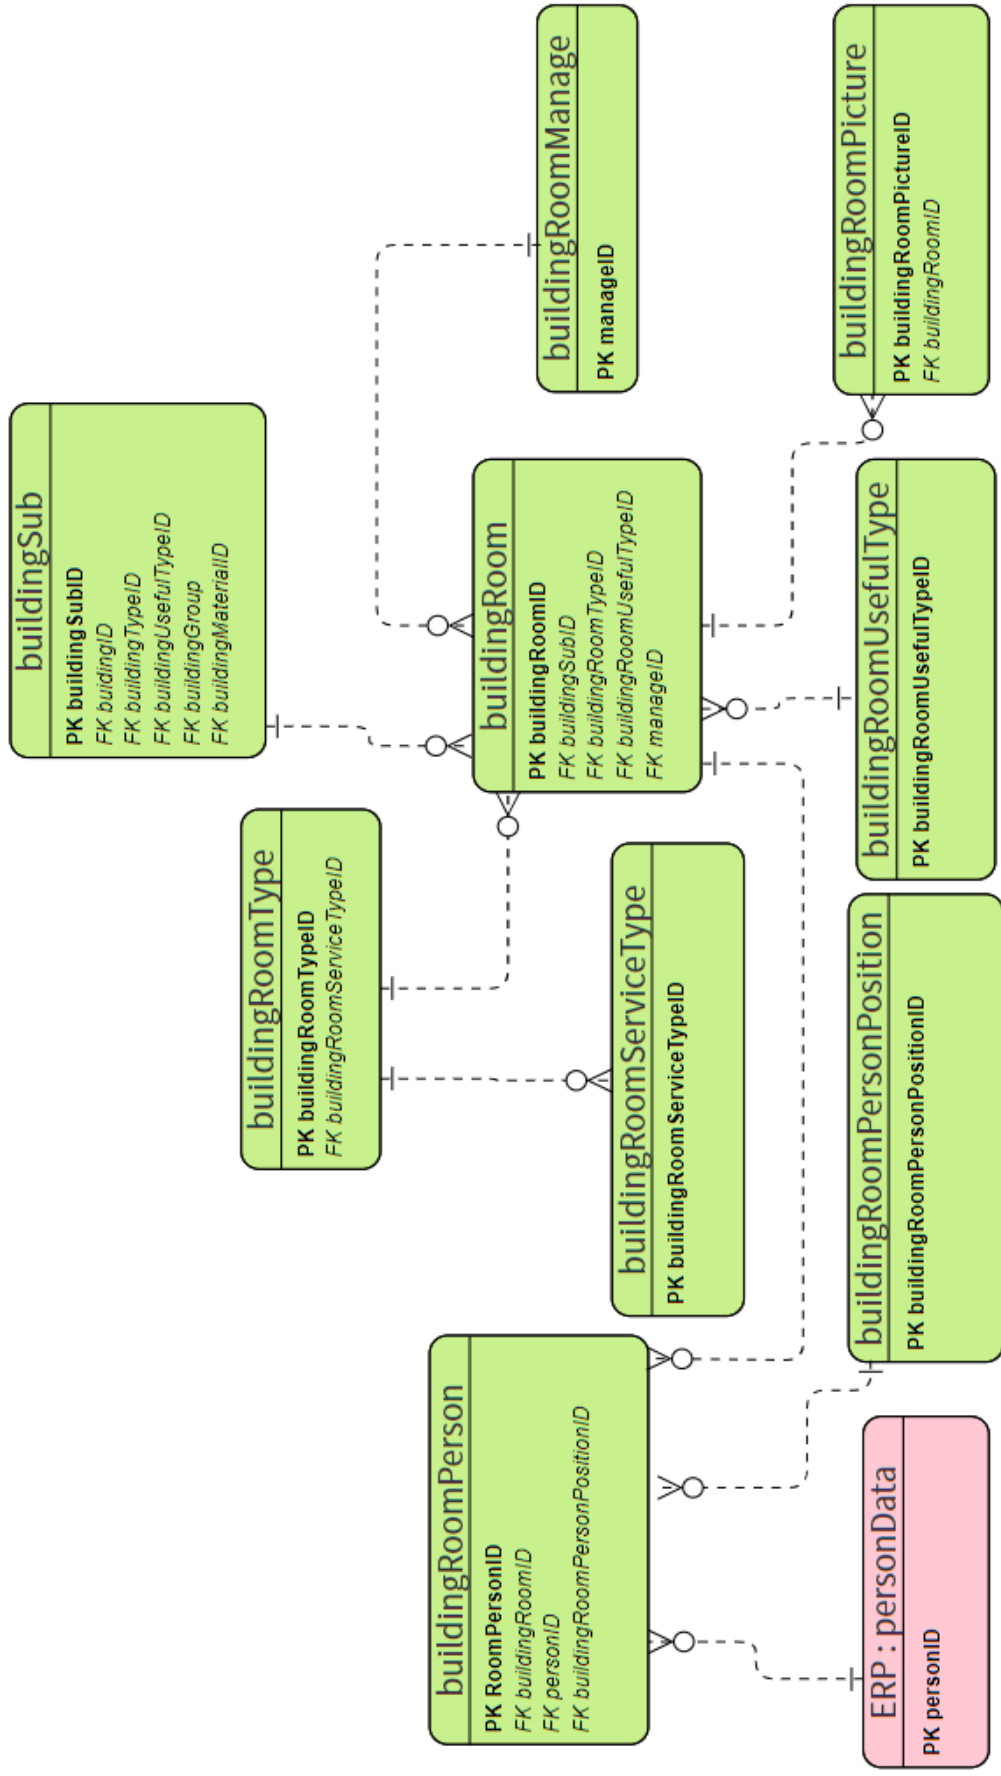 buildingSub
PK buildingSubID
FK buidingID
FK buildingTypeID
FK buildingUsefulTypeID
FK buildingGroup
FK buildingMaterialID
buildingRoomType
PK buildingRoomTypeID
FK buildingRoomServiceTypeID
buildingRoomPerson
PK RoomPersonID
FK buildingRoomID
FK personID
FK buildingRoomPersonPositionID
buildingRoom
PK buildingRoomID
FK buildingSubID
FK buildingRoomTypeID
FK buildingRoomUsefulTypeID
FK manageID
buildingRoomManage
PK manageID
buildingRoomServiceType
PK buildingRoomServiceTypeID
ERP : personData
PK personID
buildingRoomPersonPosition
PK buildingRoomPersonPositionID
buildingRoomUsefulType
PK buildingRoomUsefulTypeID
buildingRoomPicture
PK buildingRoomPictureID
FK buildingRoomID